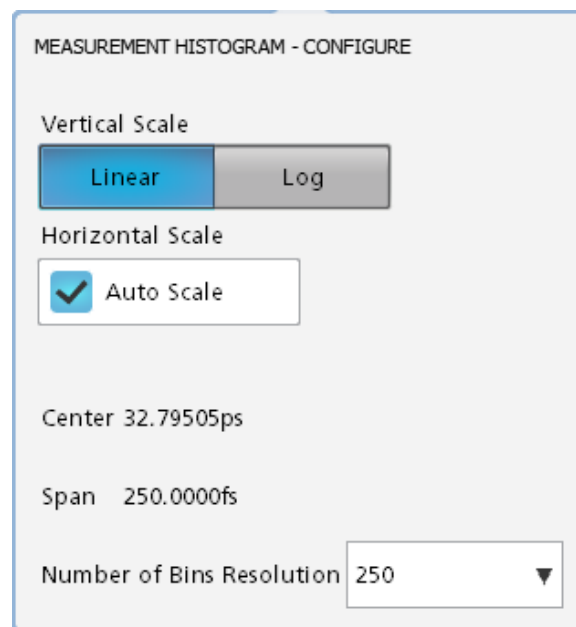 MEASUREMENT HISTOGRAM - CONFIGURE
Vertical Scale
Linear Log
Horizontal Scale
Auto Scale
Center 32.79505ps
Span 250.0000fs
Number of Bins Resolution 250